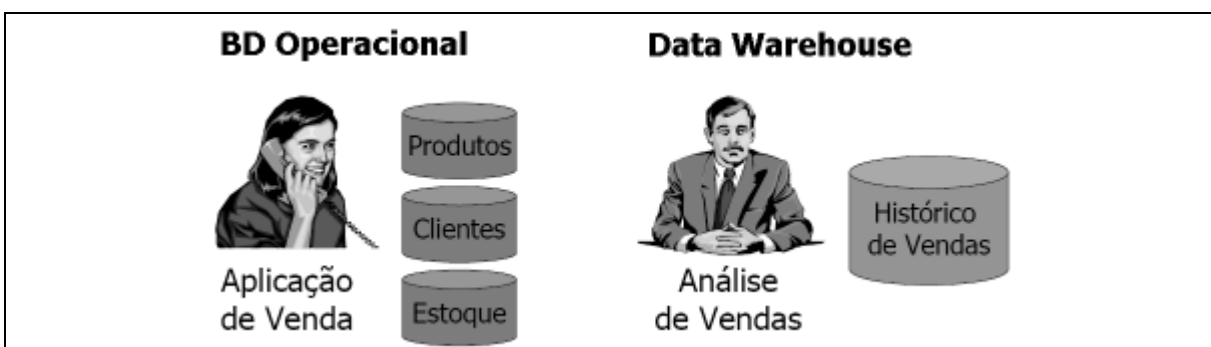 BD Operacional
Produtos
Clientes
Estoque
Aplicação
de Venda
Data Warehouse
Histórico
de Vendas
Análise
de Vendas